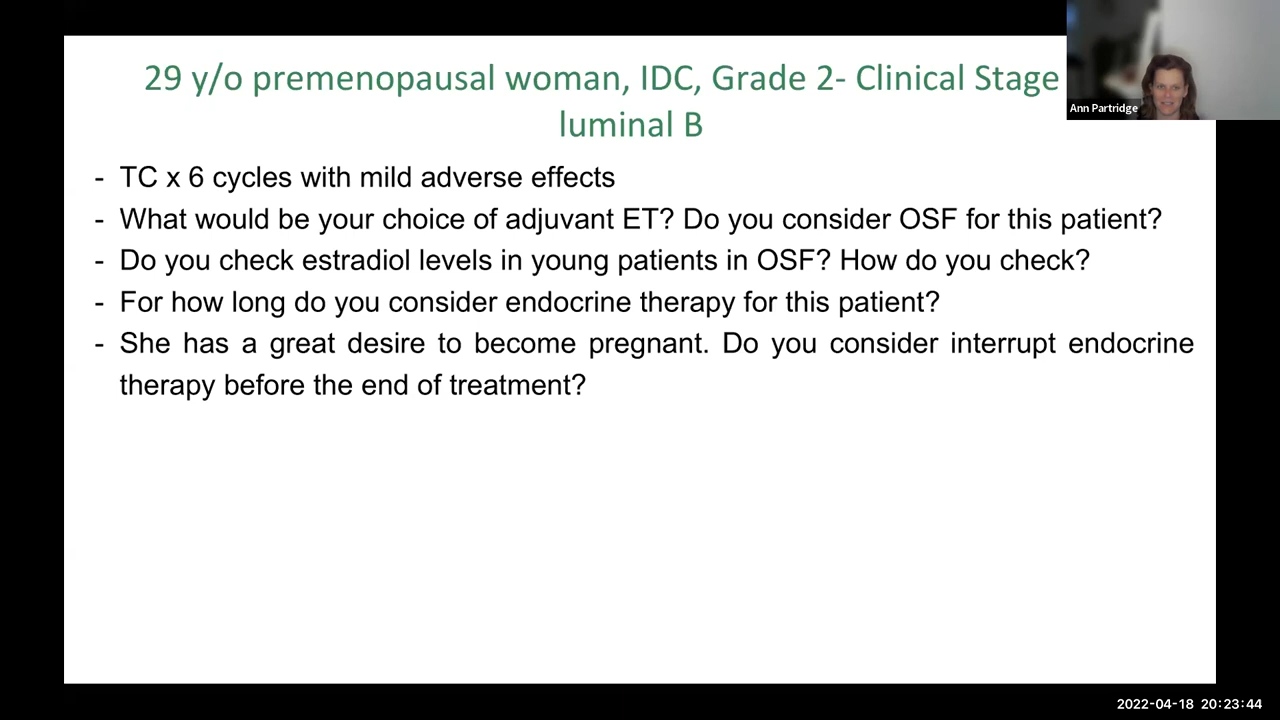 29 y/o premenopausal woman, IDC, Grade 2- Clinical Stage
luminal B
Ann Partridge
- TC x 6 cycles with mild adverse effects
- What would be your choice of adjuvant ET? Do you consider OSF for this patient?
- Do you check estradiol levels in young patients in OSF? How do you check?
- For how long do you consider endocrine therapy for this patient?
- She has a great desire to become pregnant. Do you consider interrupt endocrine
therapy before the end of treatment?
2022-04-18 20:23:44